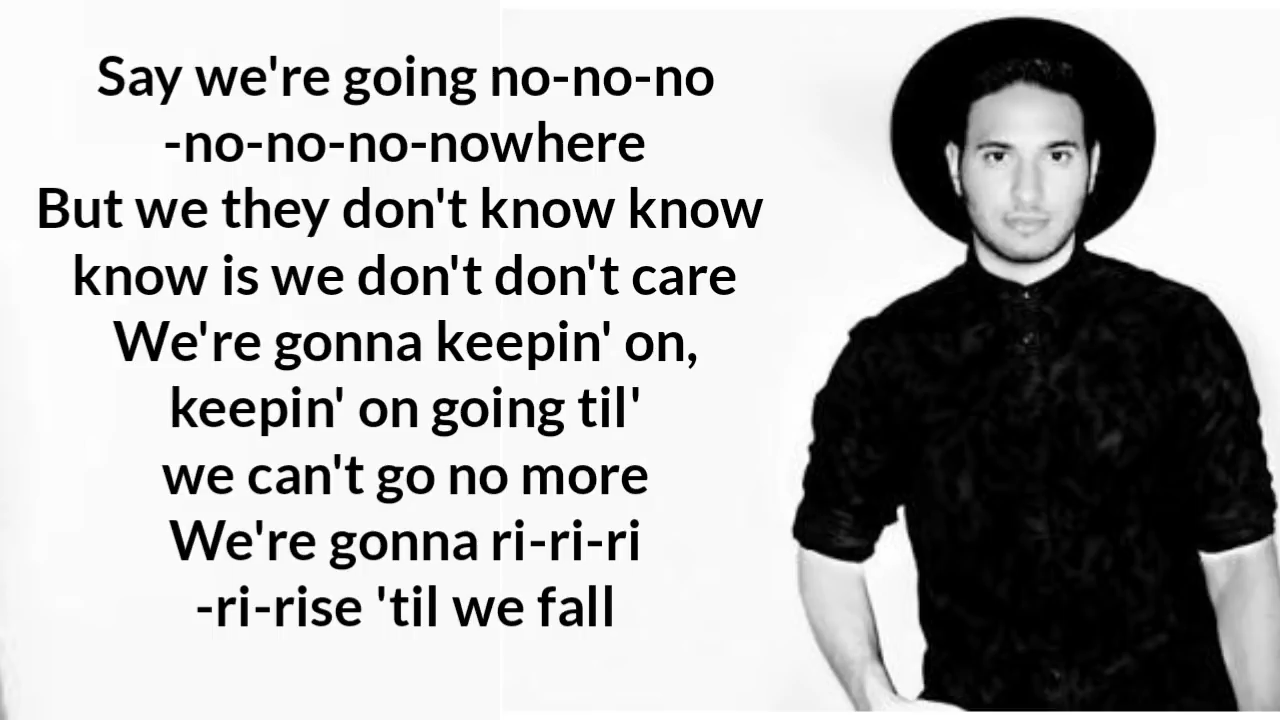 Say we're going no-no-no
-no-no-no-nowhere
But we they don't know know
know is we don't don't care
We're gonna keepin' on,
keepin' on going til'
we can't go no more
We're gonna ri-ri-ri
-ri-rise 'til we fall